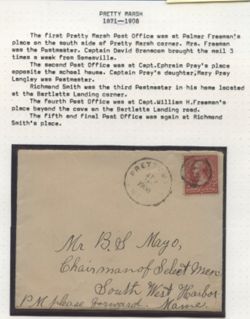 PRETTY MARSH
1871—1908
The first Pretty Marsh Post Office was at Palmer Freeman's
place on the south side of Pretty Marsh corner. Mrs. Freeman
was the Postmaster. Captain David Branscom brought the mail 3
times a week from Somesville.
The second Post Office was at Capt.Ephreim Pray's place
opposite the school house. Captain Pray's daughter,Mary Pray
Langley was Postmaster.
Richmond Smith was the third Postmaster in his home located
at the Bartletts Landing corner.
The fourth Post Office was at Capt.William H.Freeman's
place beyond the cove on the Bartletts Landing road.
The fifth and final Post Office was again at Richmond
Smith's place.
PRETTY
1900
Mr B. S. Mayo,
Chairman of Select Men
South West Harbor
P M please forward. Maine.